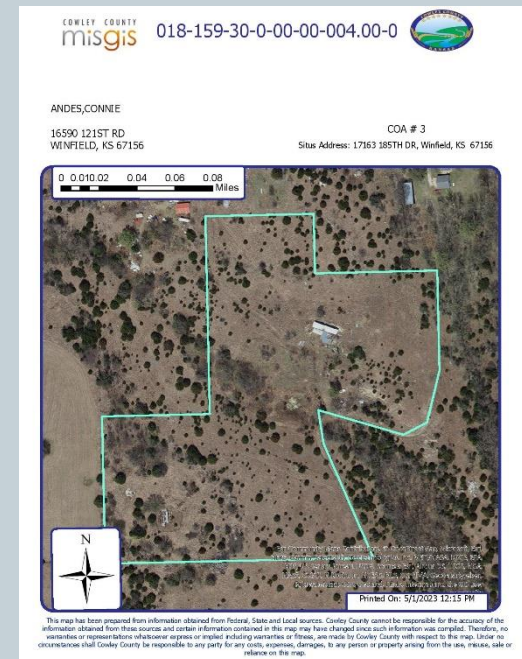 COWLEY COUNTY
misgis
018-159-30-0-00-00-004.00-0
ANDES,CONNIE
16590 121ST RD
WINFIELD, KS 67156
COA # 3
Situs Address: 17163 185TH DR, Winfield, KS 67156
0 0.010.02 0.04 0.06 0.08
Miles
N
Printed On: 5/1/2023 12:15 PM
This map has been prepared from information obtained from Federal, State and Local sources. Cowley County cannot be responsible for the accuracy of the
information obtained from these sources and certain information contained in this map may have changed since such information was compiled. Therefore, no
warranties or representations whatsoever express or implied including warranties or fitness, are made by Cowley County with respect to this map. Under no
circumstances shall Cowley County be responsible to any party for any costs, expenses, damages, to any person or property arising from the use, misuse, sale or
reliance on this map.